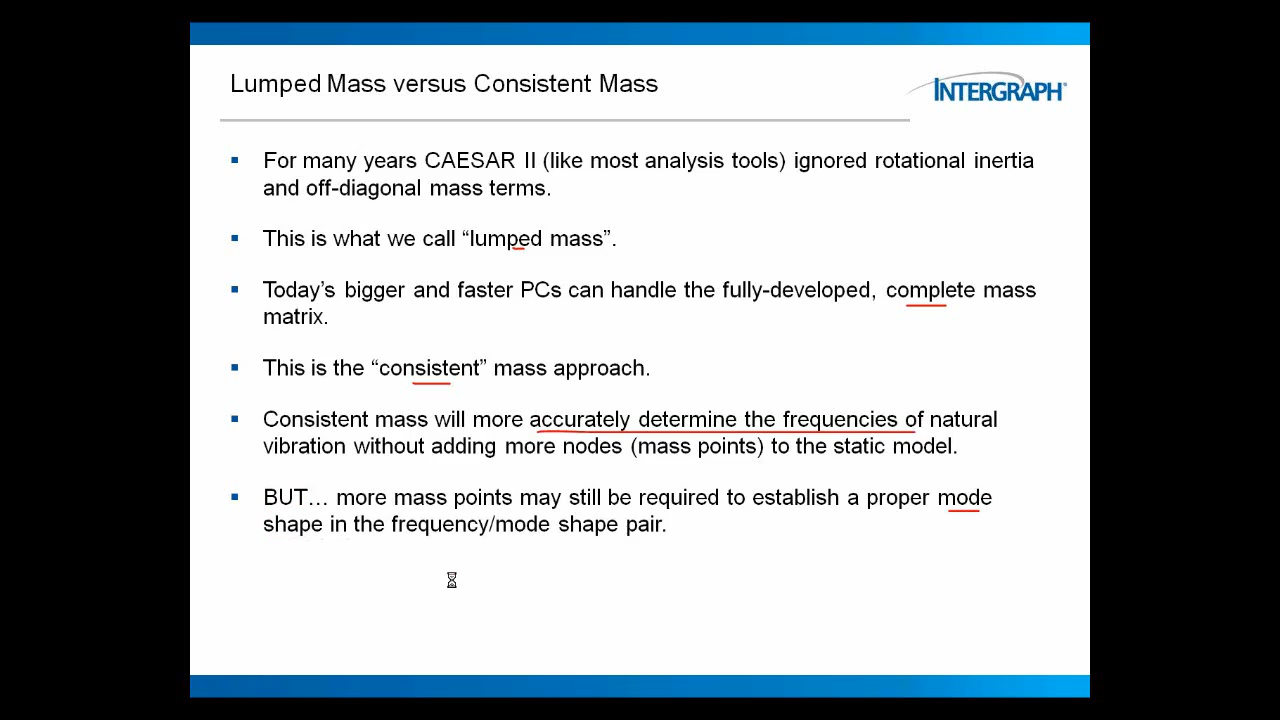 Lumped Mass versus Consistent Mass
INTERGRAPH®
▪ For many years CAESAR II (like most analysis tools) ignored rotational inertia
and off-diagonal mass terms.
▪ This is what we call “lumped mass”.
▪ Today’s bigger and faster PCs can handle the fully-developed, complete mass
matrix.
▪ This is the “consistent” mass approach.
▪ Consistent mass will more accurately determine the frequencies of natural
vibration without adding more nodes (mass points) to the static model.
▪ BUT… more mass points may still be required to establish a proper mode
shape in the frequency/mode shape pair.